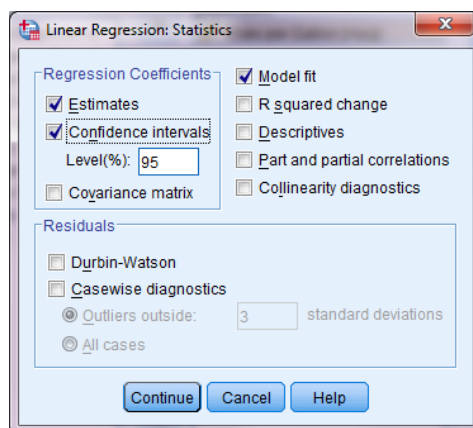 Linear Regression: Statistics
Regression Coefficients
Estimates
Confidence intervals
Level(%): 95
Covariance matrix
Model fit
R squared change
Descriptives
Part and partial correlations
Collinearity diagnostics
Residuals
Durbin-Watson
Casewise diagnostics
Outliers outside: 3 standard deviations
All cases
Continue Cancel Help